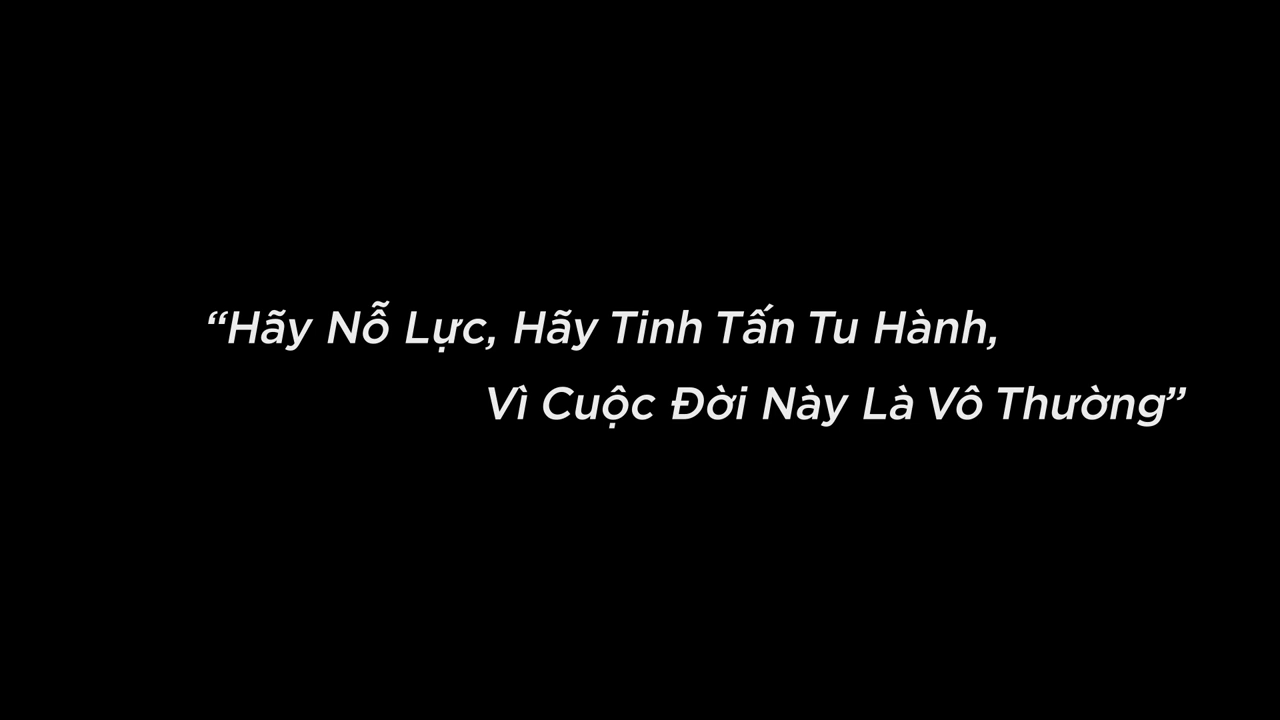 “Hãy Nỗ Lực, Hãy Tinh Tấn Tu Hành,
Vì Cuộc Đời Này Là Vô Thường”